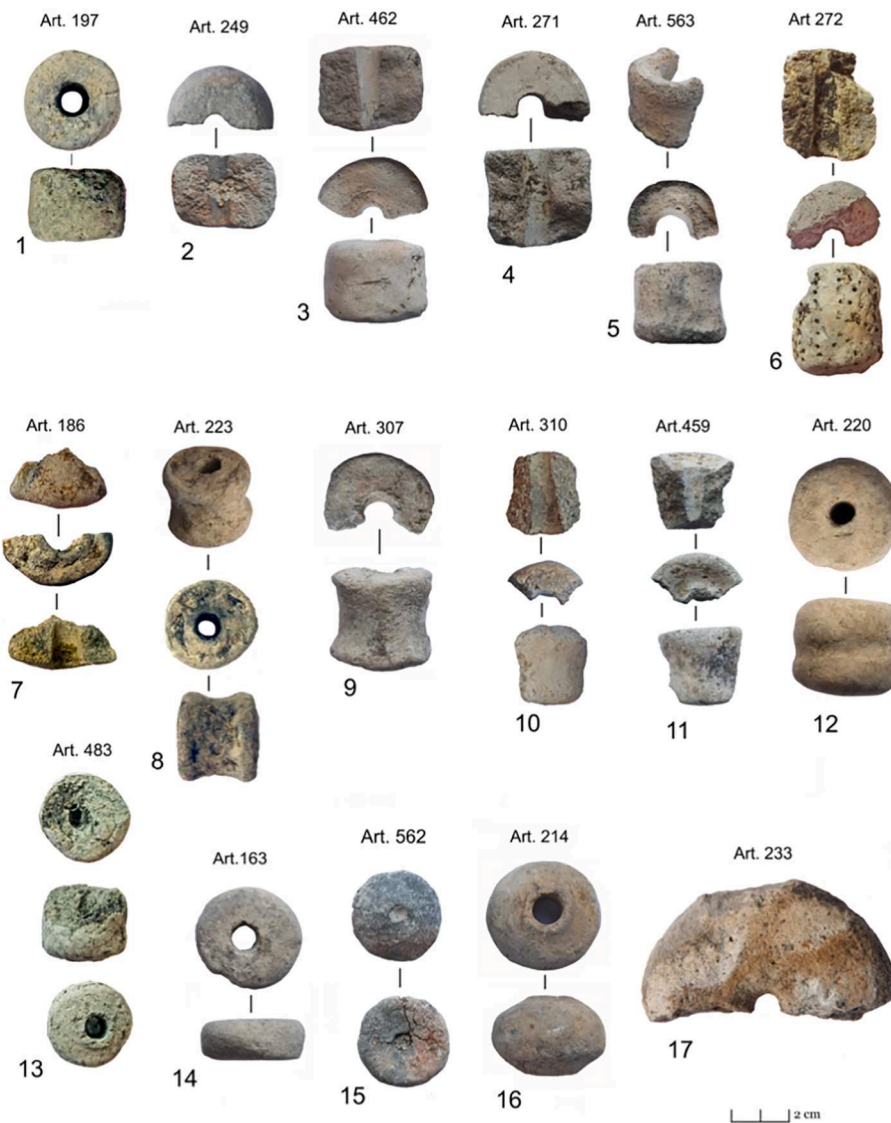 Art. 197
Art. 249
Art. 462
Art. 271
Art. 563
Art. 272
1
2
3
4
5
6
Art. 186
Art. 223
Art. 307
Art. 310
Art.459
Art. 220
7
8
9
10
11
12
Art. 483
Art.163
Art. 562
Art. 214
Art. 233
13
14
15
16
17
2 cm